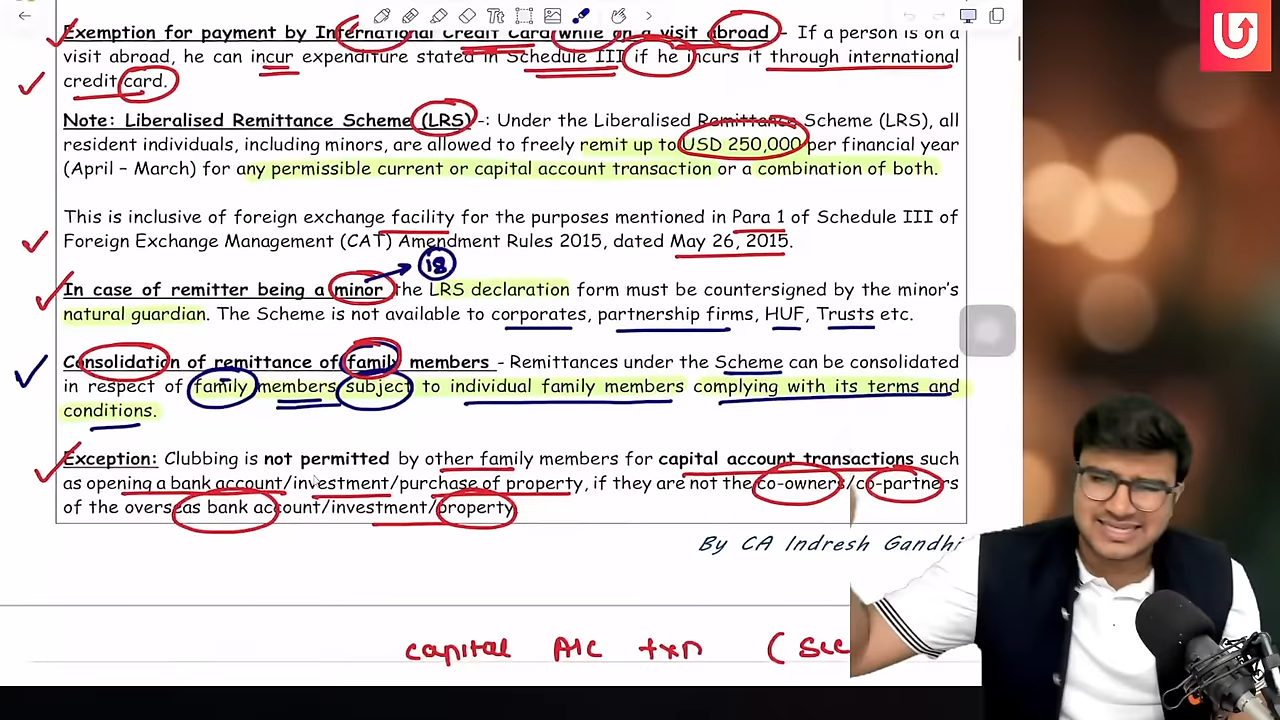 Tt
Exemption for payment by International Credit Card while on a visit abroad - If a person is on a
visit abroad, he can incur expenditure stated in Schedule III if he incurs it through international
credit card.
Note: Liberalised Remittance Scheme (LRS) -: Under the Liberalised Remittance Scheme (LRS), all
resident individuals, including minors, are allowed to freely remit up to USD 250,000 per financial year
(April – March) for any permissible current or capital account transaction or a combination of both.
This is inclusive of foreign exchange facility for the purposes mentioned in Para 1 of Schedule III of
Foreign Exchange Management (CAT) Amendment Rules 2015, dated May 26, 2015.
18
In case of remitter being a minor the LRS declaration form must be countersigned by the minor's
natural guardian. The Scheme is not available to corporates, partnership firms, HUF, Trusts etc.
Consolidation of remittance of family members - Remittances under the Scheme can be consolidated
in respect of family members subject to individual family members complying with its terms and
conditions.
Exception: Clubbing is not permitted by other family members for capital account transactions such
as opening a bank account/investment/purchase of property, if they are not the co-owners/co-partners
of the overseas bank account/investment/property
By CA Indresh Gandhi
capital A/C txn (sec